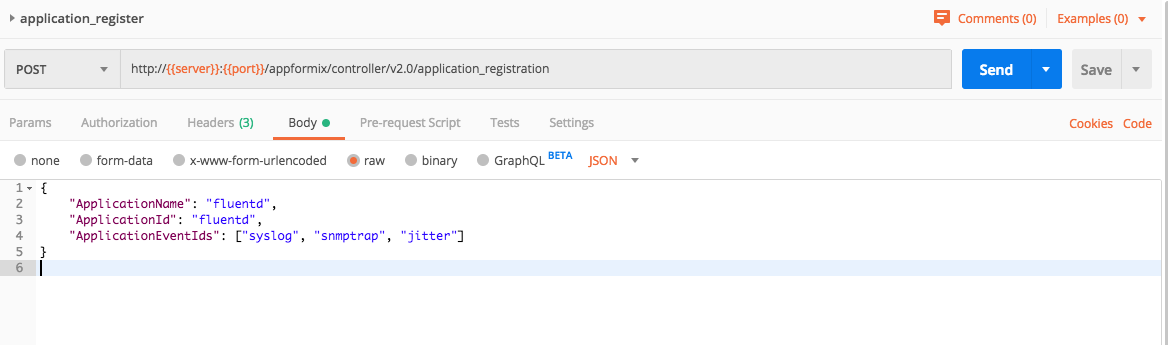 application_register
Comments (0) Examples (0)
POST http://{{server}}:{{port}}/appformix/controller/v2.0/application_registration Send Save
Params Authorization Headers (3) Body Pre-request Script Tests Settings Cookies Code
none form-data x-www-form-urlencoded raw binary GraphQL BETA JSON
1 {
2 "ApplicationName": "fluentd",
3 "ApplicationId": "fluentd",
4 "ApplicationEventIds": ["syslog", "snmptrap", "jitter"]
5 }
6